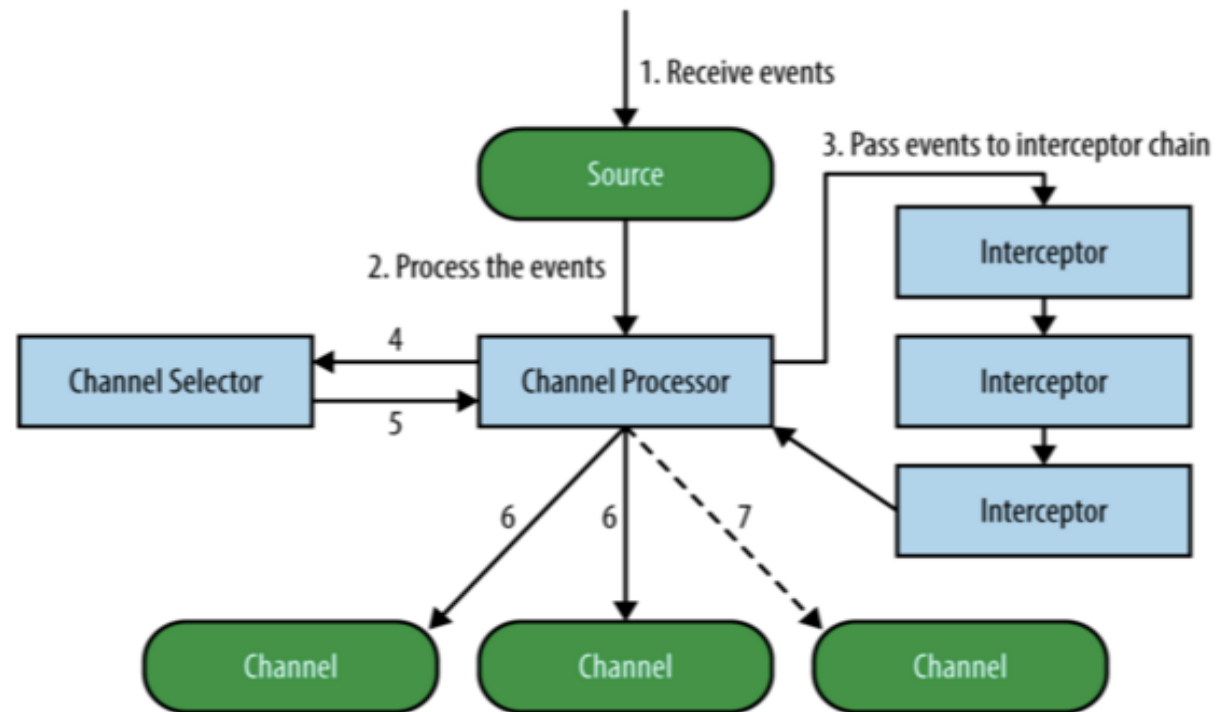 1. Receive events
Source
3. Pass events to interceptor chain
Interceptor
2. Process the events
Channel Selector
4
5
Channel Processor
Interceptor
Interceptor
6
6
7
Channel
Channel
Channel